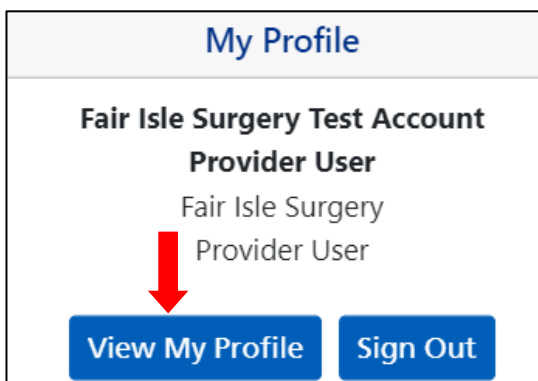 My Profile
Fair Isle Surgery Test Account
Provider User
Fair Isle Surgery
Provider User
View My Profile Sign Out